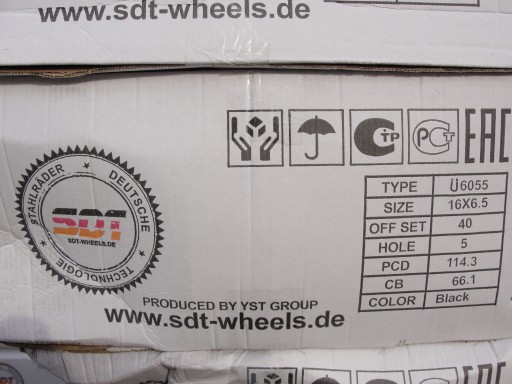 www.sdt-wheels.de
STAHLRÄDER * DEUTSCHE * TECHNOLOGIE
SDT
SDT-WHEELS.DE
CTP
PCT
EAC
TYPE Ü6055
SIZE 16X6.5
OFF SET 40
HOLE 5
PCD 114.3
CB 66.1
COLOR Black
PRODUCED BY YST GROUP
www.sdt-wheels.de